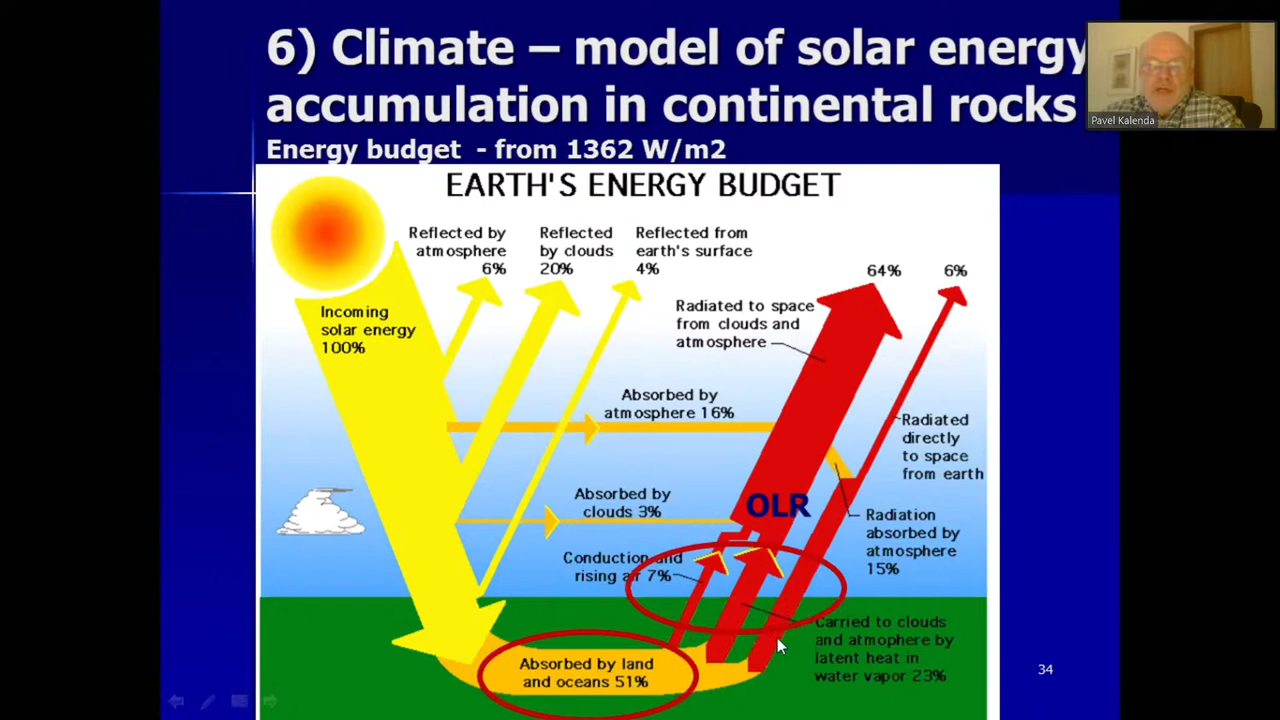 6) Climate – model of solar energy
accumulation in continental rocks
Energy budget - from 1362 W/m2
Pavel Kalenda
EARTH'S ENERGY BUDGET
Reflected by
atmosphere
6%
Reflected
by clouds
20%
Reflected from
earth's surface
4%
64%
6%
Incoming
solar energy
100%
Radiated to space
from clouds and
atmosphere
Absorbed by
atmosphere 16%
Radiated
directly
to space
from earth
Absorbed by
clouds 3%
OLR
Radiation
absorbed by
atmosphere
15%
Conduction and
rising air 7%
Carried to clouds
and atmophere by
latent heat in
water vapor 23%
Absorbed by land
and oceans 51%
34